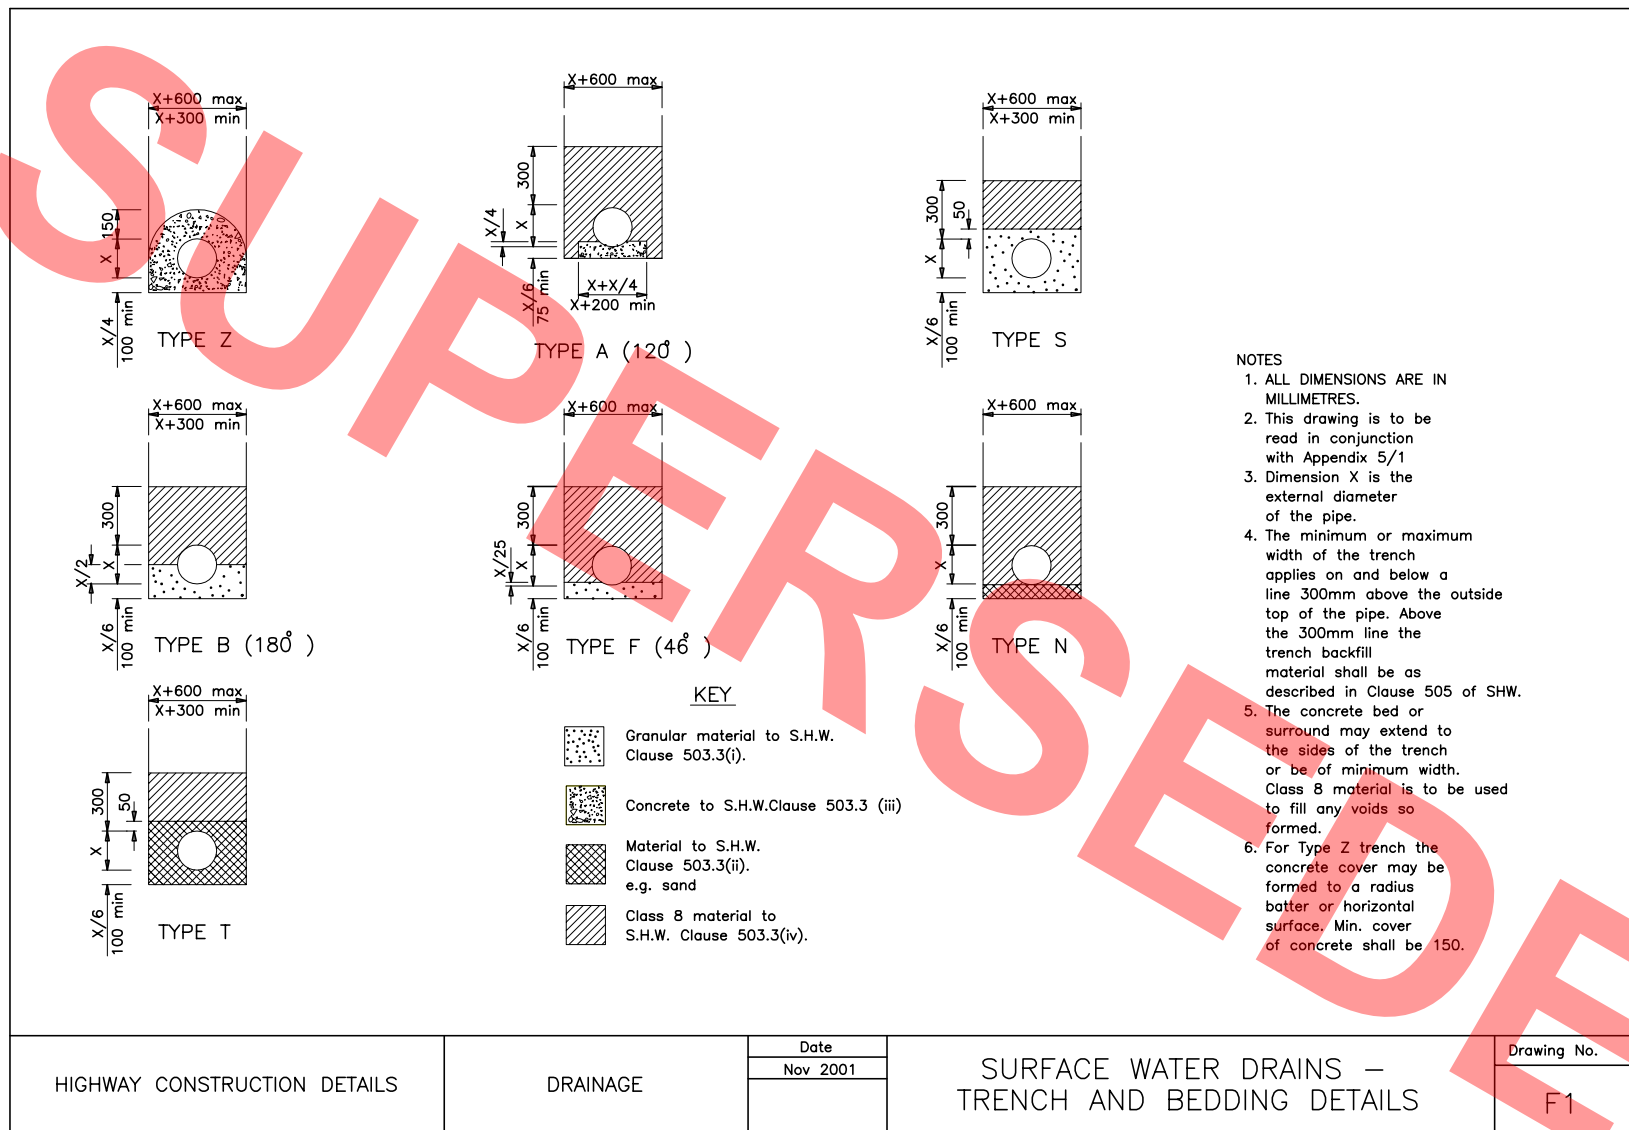 X+600 max
X+300 min
150
X
X/4
100 min
TYPE Z
X+600 max
300
X/4
X
X/6
75 min
X+X/4
X+200 min
TYPE A (120° )
X+600 max
X+300 min
300
50
X
X/6
100 min
TYPE S
X+600 max
X+300 min
300
X/2
X
X/6
100 min
TYPE B (180° )
X+600 max
300
X/25
X
X/6
100 min
TYPE F (46° )
X+600 max
300
X
X/6
100 min
TYPE N
X+600 max
X+300 min
300
50
X
X/6
100 min
TYPE T
KEY
Granular material to S.H.W.
Clause 503.3(i).
Concrete to S.H.W.Clause 503.3 (iii)
Material to S.H.W.
Clause 503.3(ii).
e.g. sand
Class 8 material to
S.H.W. Clause 503.3(iv).
NOTES
1. ALL DIMENSIONS ARE IN
MILLIMETRES.
2. This drawing is to be
read in conjunction
with Appendix 5/1
3. Dimension X is the
external diameter
of the pipe.
4. The minimum or maximum
width of the trench
applies on and below a
line 300mm above the outside
top of the pipe. Above
the 300mm line the
trench backfill
material shall be as
described in Clause 505 of SHW.
5. The concrete bed or
surround may extend to
the sides of the trench
or be of minimum width.
Class 8 material is to be used
to fill any voids so
formed.
6. For Type Z trench the
concrete cover may be
formed to a radius
batter or horizontal
surface. Min. cover
of concrete shall be 150.
SUPERSEDE
HIGHWAY CONSTRUCTION DETAILS
DRAINAGE
Date
Nov 2001
SURFACE WATER DRAINS –
TRENCH AND BEDDING DETAILS
Drawing No.
F1